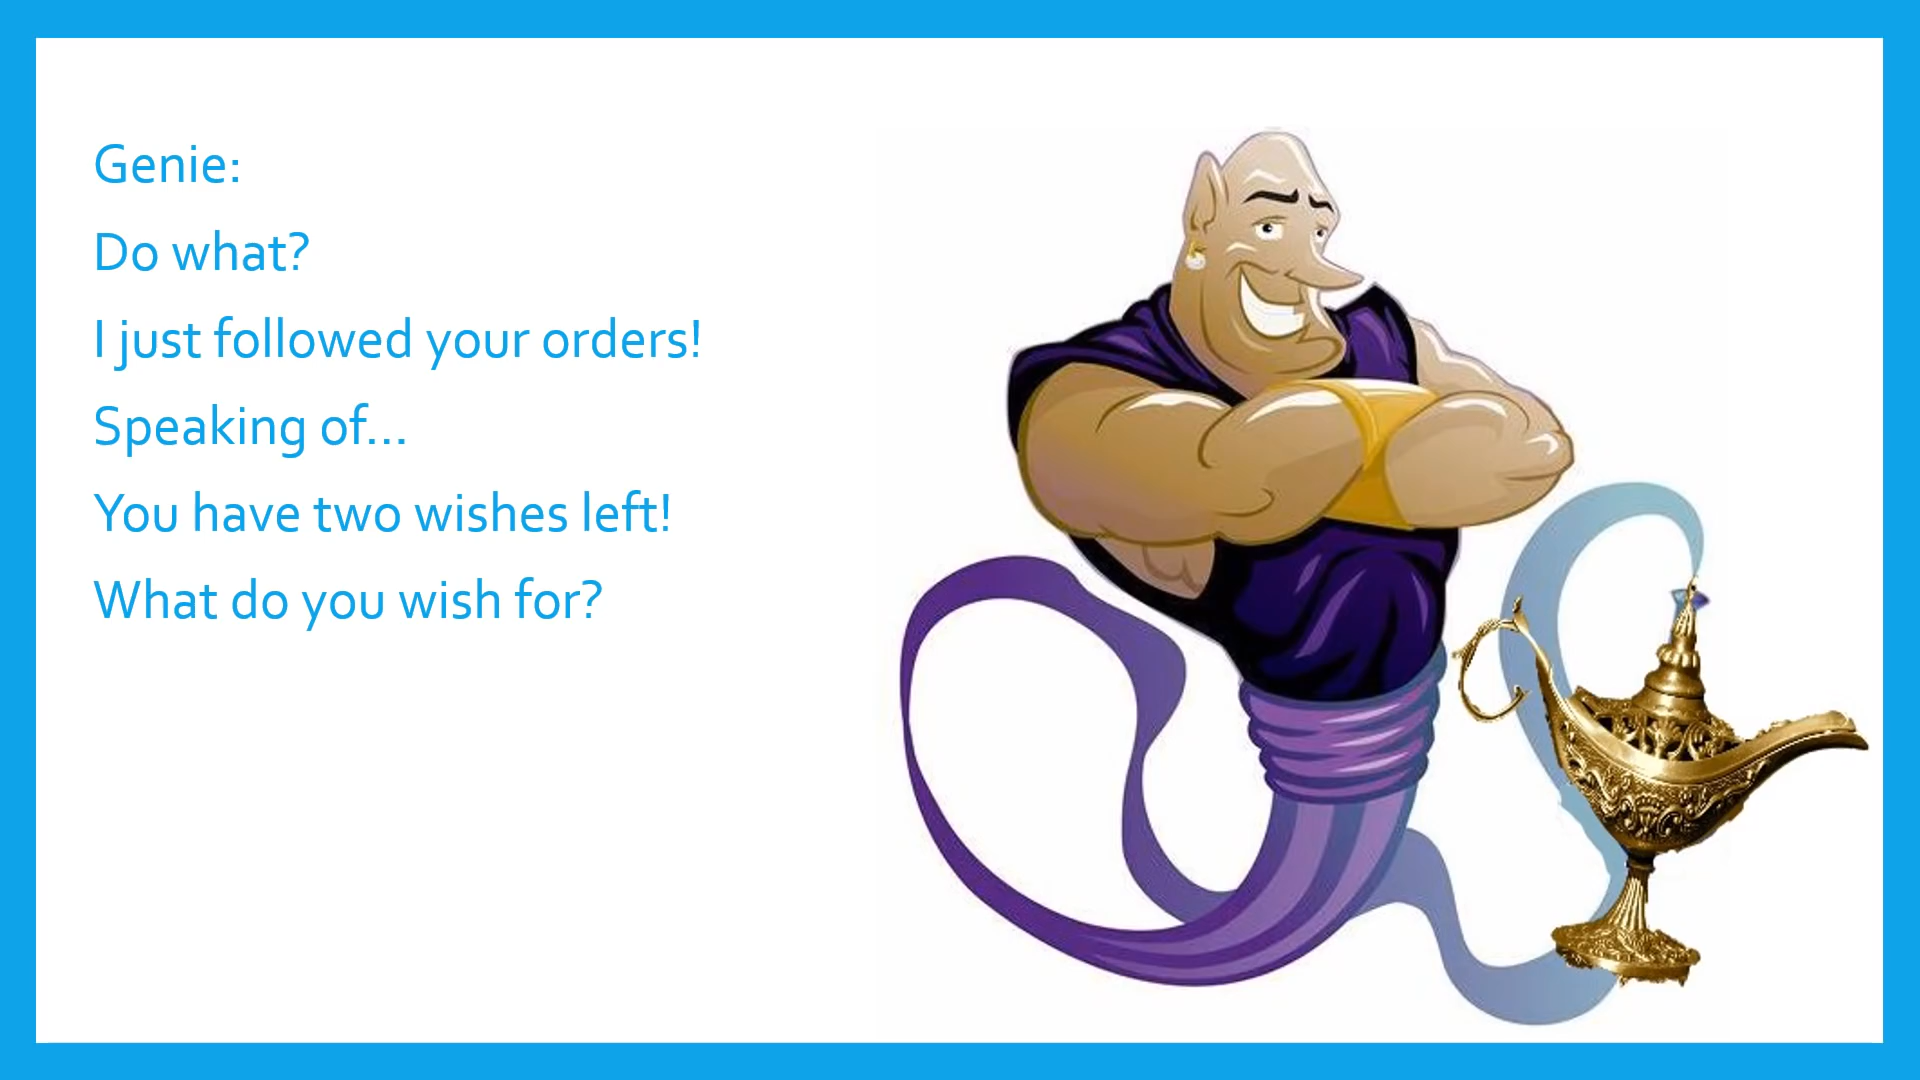 Genie:
Do what?
I just followed your orders!
Speaking of…
You have two wishes left!
What do you wish for?